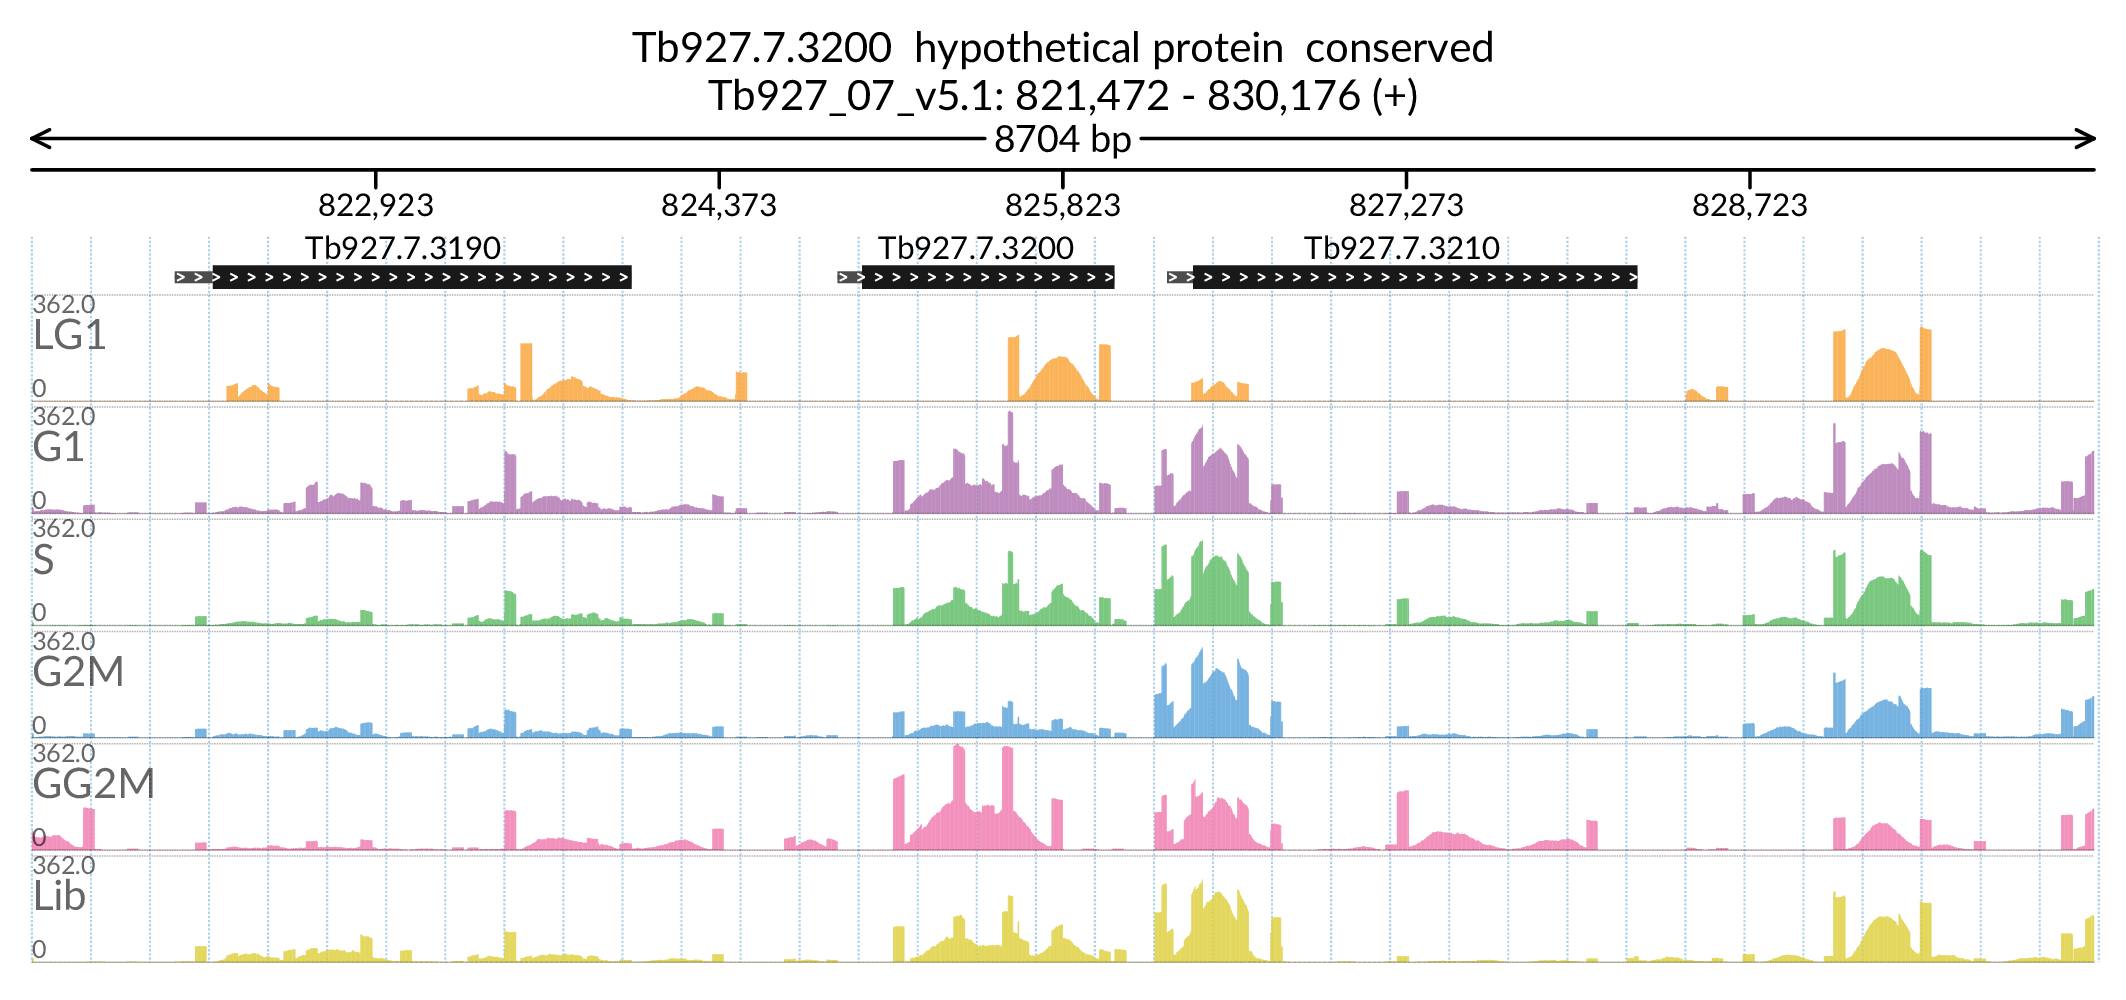 Tb927.7.3200 hypothetical protein conserved
Tb927_07_v5.1: 821,472 - 830,176 (+)
8704 bp
822,923 824,373 825,823 827,273 828,723
Tb927.7.3190 Tb927.7.3200 Tb927.7.3210
362.0
LG1
0
362.0
G1
0
362.0
S
0
362.0
G2M
0
362.0
GG2M
0
362.0
Lib
0